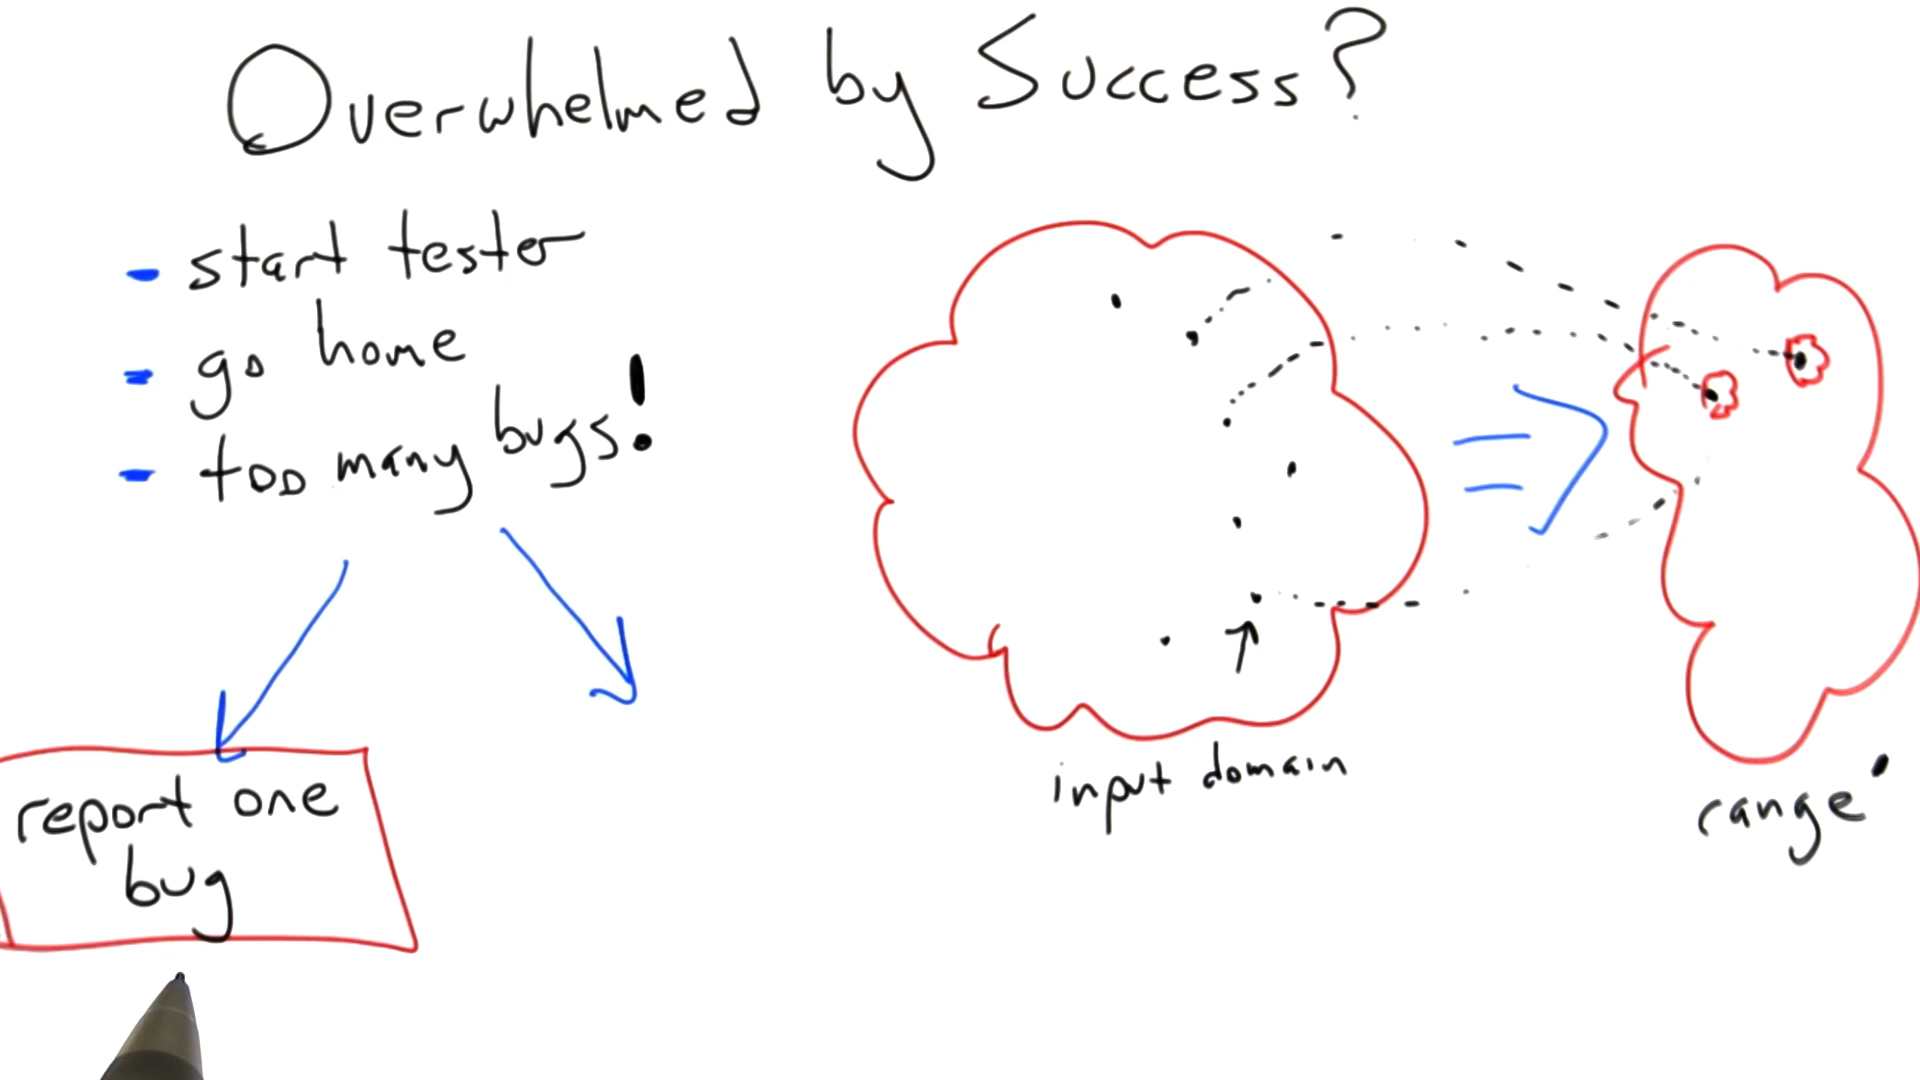 Overwhelmed by Success?
- start tester
- go home
- too many bugs!
report one
bug
input domain
range